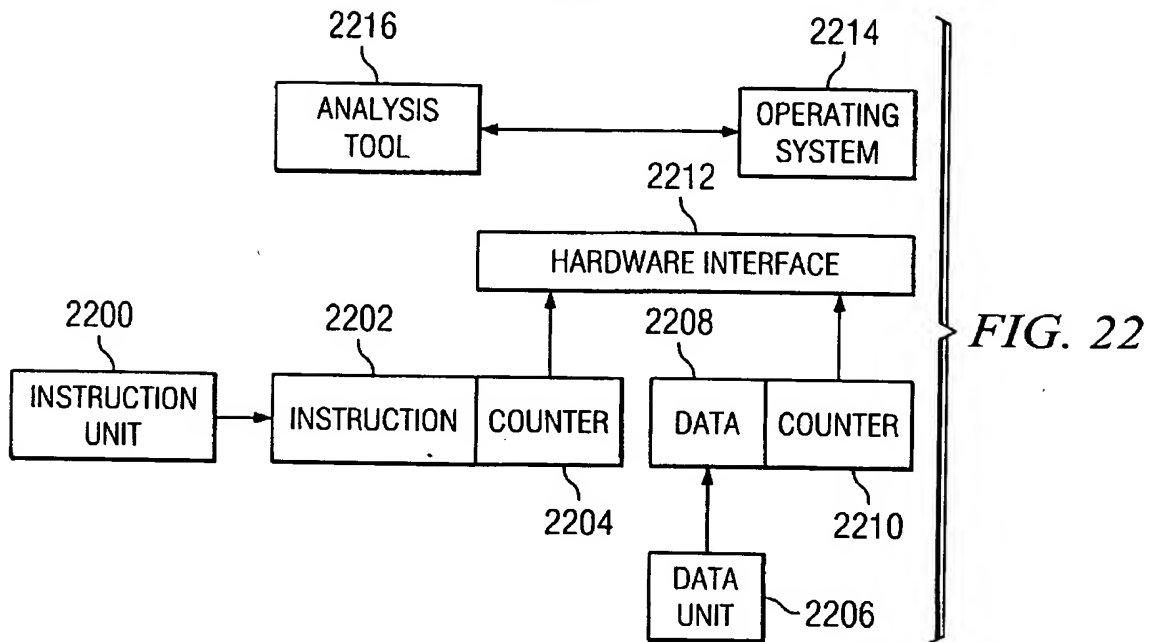 2216
2214
ANALYSIS
TOOL
OPERATING
SYSTEM
2212
HARDWARE INTERFACE
2200
2202
2208
INSTRUCTION
UNIT
INSTRUCTION
COUNTER
DATA
COUNTER
2204
2210
DATA
UNIT
2206
FIG. 22